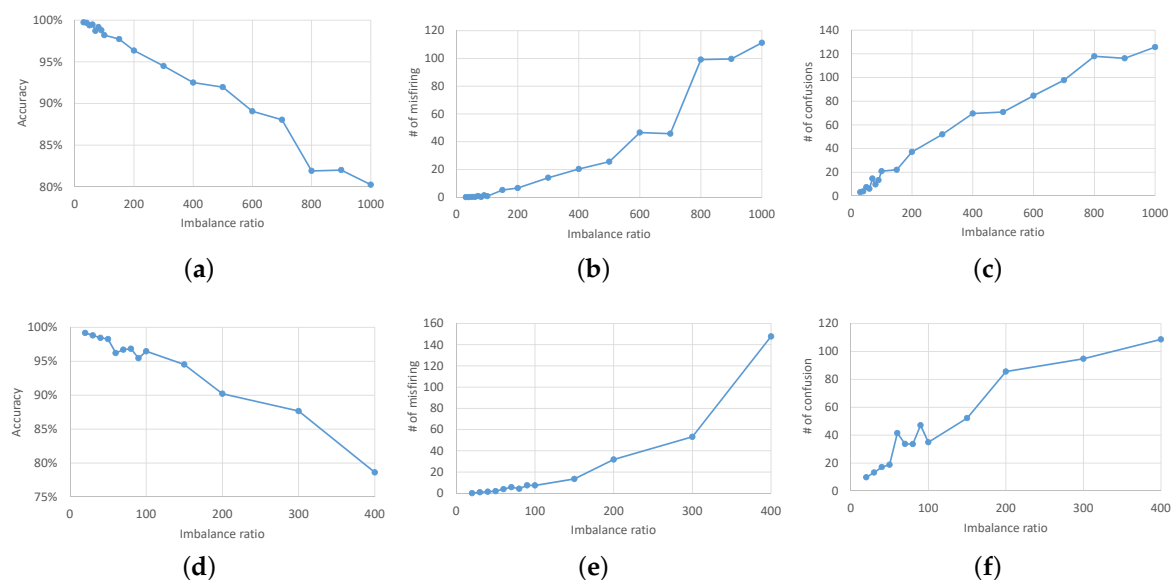 100%
95%
90%
85%
80%
Accuracy
0 200 400 600 800 1000
Imbalance ratio
(a)
120
100
80
60
40
20
0
# of misfiring
0 200 400 600 800 1000
Imbalance ratio
(b)
140
120
100
80
60
40
20
0
# of confusions
0 200 400 600 800 1000
Imbalance ratio
(c)
100%
95%
90%
85%
80%
75%
Accuracy
0 100 200 300 400
Imbalance ratio
(d)
160
140
120
100
80
60
40
20
0
# of misfiring
0 100 200 300 400
Imbalance ratio
(e)
120
100
80
60
40
20
0
# of confusion
0 100 200 300 400
Imbalance ratio
(f)